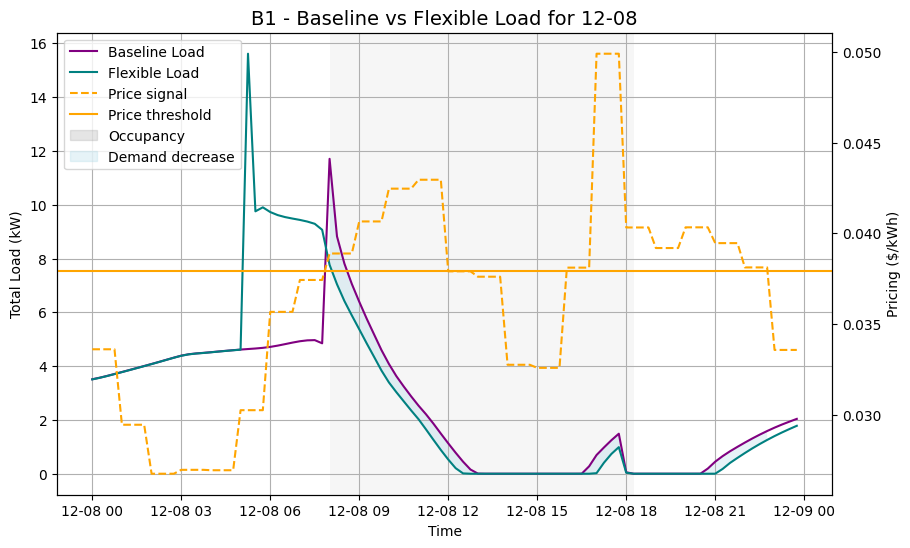 B1 - Baseline vs Flexible Load for 12-08
Baseline Load
Flexible Load
Price signal
Price threshold
Occupancy
Demand decrease
Total Load (kW)
16
14
12
10
8
6
4
2
0
0.050
0.045
0.040
0.035
0.030
Pricing ($/kWh)
12-08 00
12-08 03
12-08 06
12-08 09
12-08 12
12-08 15
12-08 18
12-08 21
12-09 00
Time